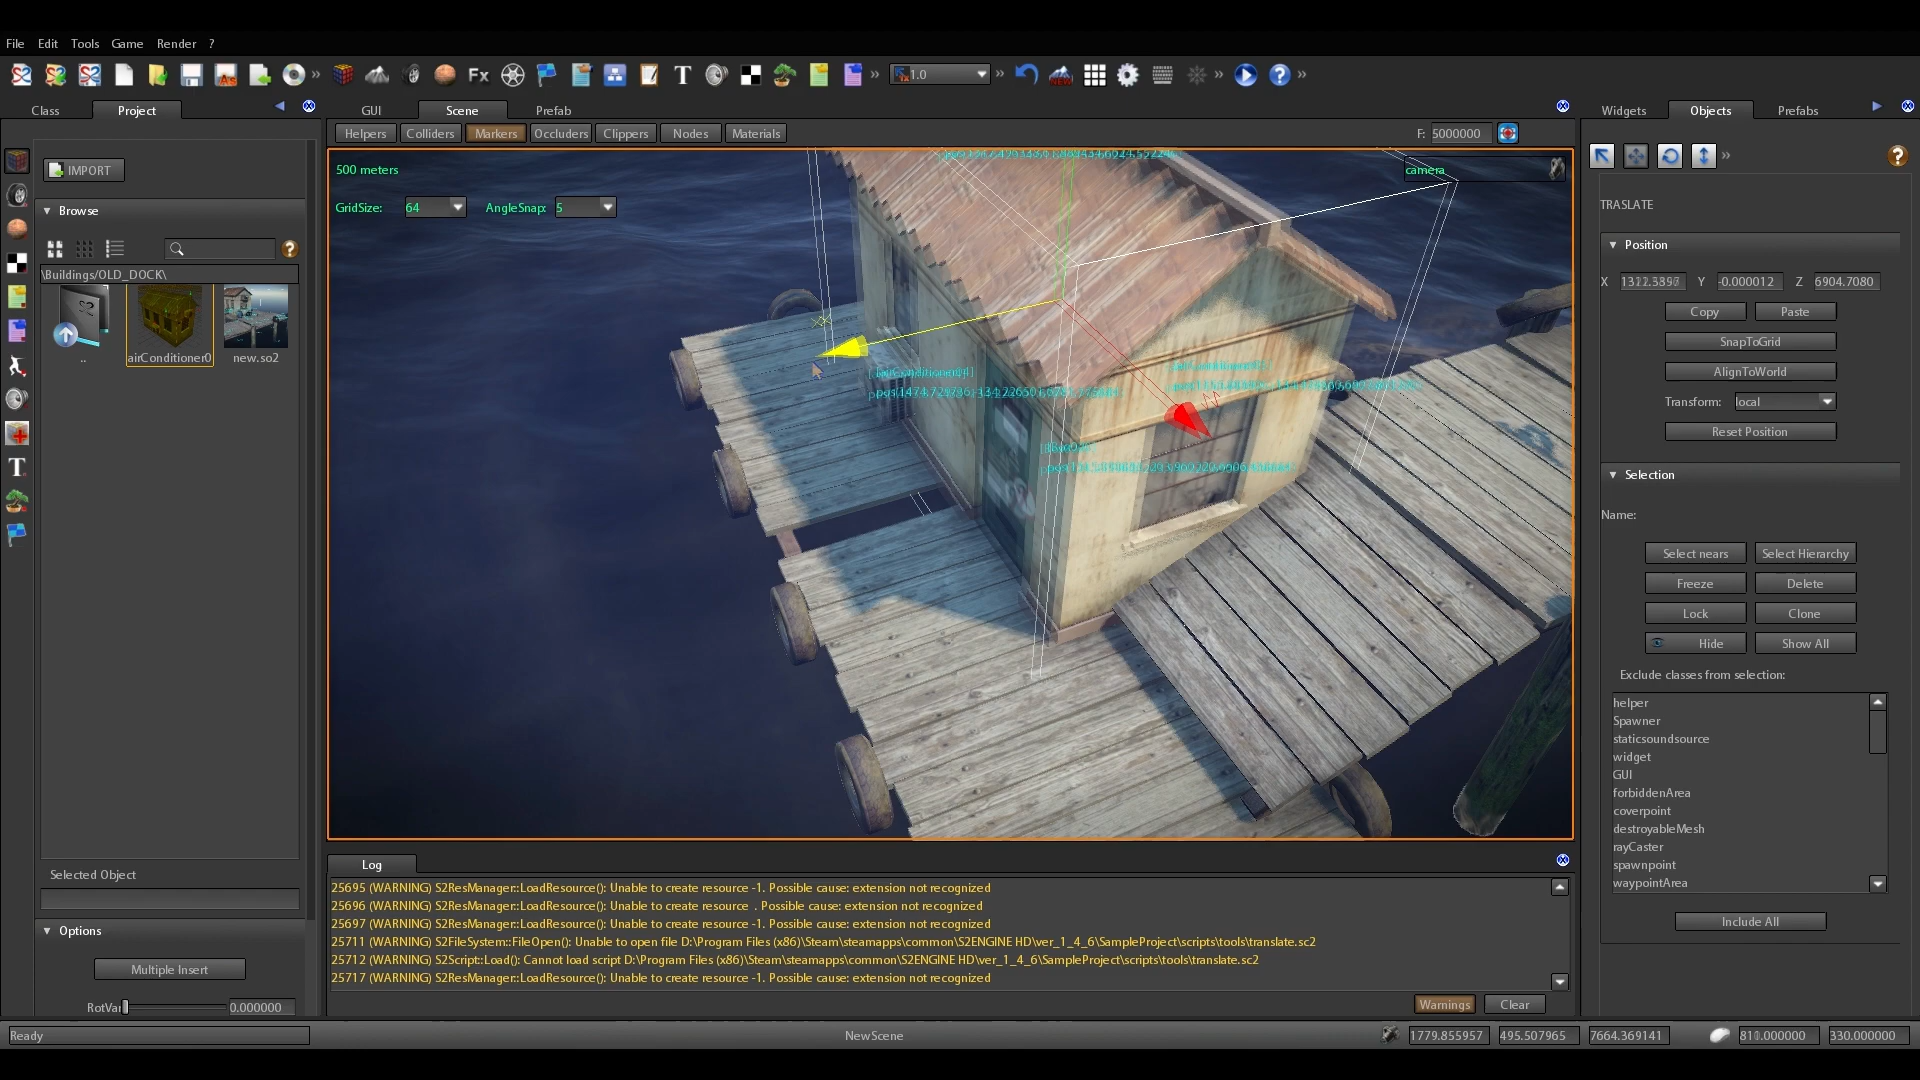 File Edit Tools Game Render ?
Fx T 1.0
Class Project
GUI Scene Prefab
Widgets Objects Prefabs
Helpers Colliders Markers Occluders Clippers Nodes Materials F: 5000000
IMPORT
Browse
\Buildings/OLD_DOCK\
.. airConditioner0 new.so2
Selected Object
Options
Multiple Insert
0.000000
500 meters
camera
GridSize: 64 AngleSnap: 5
TRASLATE
Position
X Y -0.000012 Z 6904.7080
Copy Paste
SnapToGrid
AlignToWorld
Transform: local
Reset Position
Selection
Name:
Select nears Select Hierarchy
Freeze Delete
Lock Clone
Hide Show All
Exclude classes from selection:
helper
Spawner
staticsoundsource
widget
GUI
forbiddenArea
coverpoint
destroyableMesh
rayCaster
spawnpoint
waypointArea
Include All
Log
25695 (WARNING) S2ResManager::LoadResource(): Unable to create resource -1. Possible cause: extension not recognized
25696 (WARNING) S2ResManager::LoadResource(): Unable to create resource . Possible cause: extension not recognized
25697 (WARNING) S2ResManager::LoadResource(): Unable to create resource -1. Possible cause: extension not recognized
25711 (WARNING) S2FileSystem::FileOpen(): Unable to open file D:\Program Files (x86)\Steam\steamapps\common\S2ENGINE HD\ver_1_4_6\SampleProject\scripts\tools\translate.sc2
25712 (WARNING) S2Script::Load(): Cannot load script D:\Program Files (x86)\Steam\steamapps\common\S2ENGINE HD\ver_1_4_6\SampleProject\scripts\tools\translate.sc2
25717 (WARNING) S2ResManager::LoadResource(): Unable to create resource -1. Possible cause: extension not recognized
Warnings Clear
Ready NewScene 1779.855957 495.507965 7664.369141 330.000000